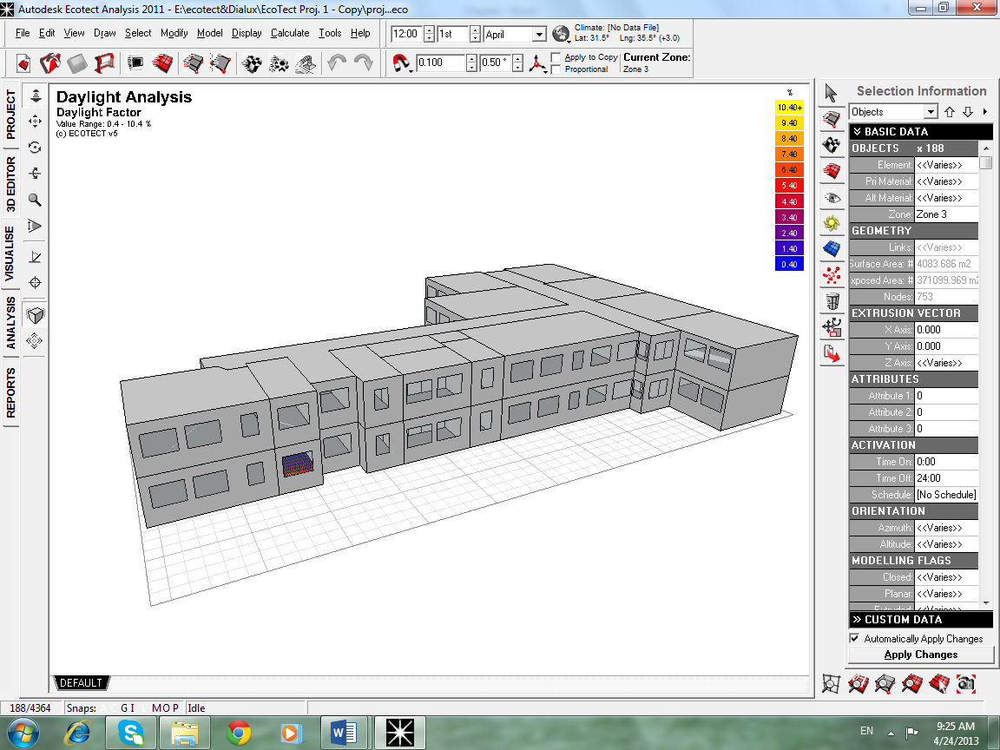 Autodesk Ecotect Analysis 2011 - E:\ecotect&Dialux\EcoTect Proj. 1 - Copy\proj...eco
File Edit View Draw Select Modify Model Display Calculate Tools Help
12:00 1st April
Climate: [No Data File]
Lat: 31.5° Lng: 35.5° (+3.0)
0.100 0.50 °
Apply to Copy
Proportional
Current Zone:
Zone 3
PROJECT
3D EDITOR
VISUALISE
ANALYSIS
REPORTS
Daylight Analysis
Daylight Factor
Value Range: 0.4 - 10.4 %
(c) ECOTECT v5
%
10.40+
9.40
8.40
7.40
6.40
5.40
4.40
3.40
2.40
1.40
0.40
DEFAULT
Selection Information
Objects
BASIC DATA
OBJECTS x 188
Element: <<Varies>>
Pri Material: <<Varies>>
Alt Material: <<Varies>>
Zone: Zone 3
GEOMETRY
Links: <<Varies>>
Surface Area: # 4083.686 m2
xposed Area: # 371099.969 m2
Nodes: 753
EXTRUSION VECTOR
X Axis: 0.000
Y Axis: 0.000
Z Axis: <<Varies>>
ATTRIBUTES
Attribute 1: 0
Attribute 2: 0
Attribute 3: 0
ACTIVATION
Time On: 0:00
Time Off: 24:00
Schedule: [No Schedule]
ORIENTATION
Azimuth: <<Varies>>
Altitude: <<Varies>>
MODELLING FLAGS
Closed: <<Varies>>
Planar: <<Varies>>
CUSTOM DATA
Automatically Apply Changes
Apply Changes
188/4364 Snaps: G I M O P Idle
EN
9:25 AM
4/24/2013